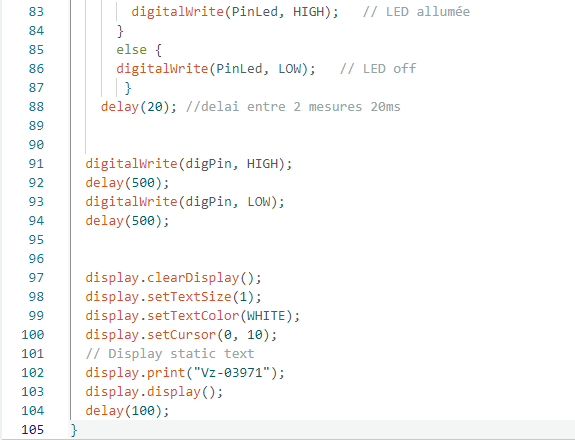 83 digitalWrite(PinLed, HIGH);   // LED allumée
84 }
85 else {
86 digitalWrite(PinLed, LOW);   // LED off
87 }
88 delay(20); //delai entre 2 mesures 20ms
89
90
91 digitalWrite(digPin, HIGH);
92 delay(500);
93 digitalWrite(digPin, LOW);
94 delay(500);
95
96
97 display.clearDisplay();
98 display.setTextSize(1);
99 display.setTextColor(WHITE);
100 display.setCursor(0, 10);
101 // Display static text
102 display.print("Vz-03971");
103 display.display();
104 delay(100);
105 }